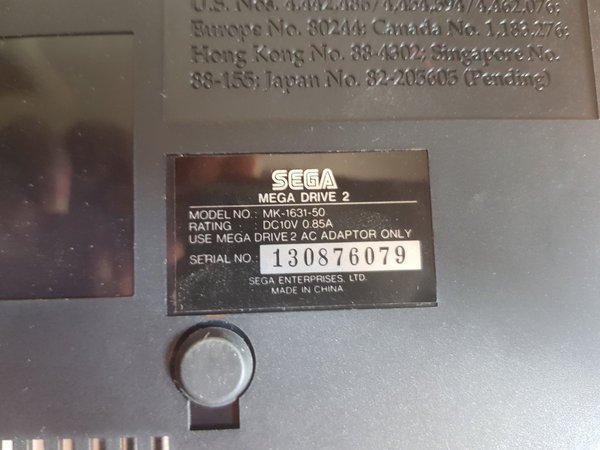 U.S. Nos. 4,442,486/4,454,594/4,462,076;
Europe No. 80244; Canada No. 1,183,276;
Hong Kong No. 88-4302; Singapore No.
88-155; Japan No. 82-205605 (Pending)
SEGA
MEGA DRIVE 2
MODEL NO.: MK-1631-50
RATING : DC10V 0.85A
USE MEGA DRIVE 2 AC ADAPTOR ONLY
SERIAL NO.: 130876079
SEGA ENTERPRISES, LTD.
MADE IN CHINA